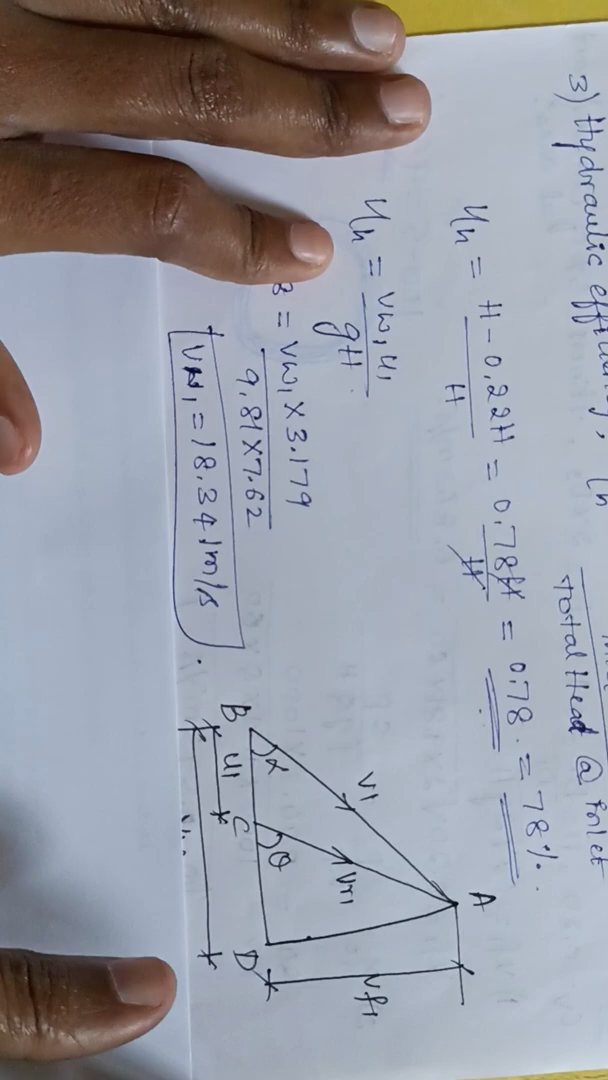 3) Hydraulic
Total Head @ inlet
ηh = H - 0.22H / H = 0.78H / H = 0.78 = 78%.
ηh = Vw1 u1 / gH.
8 = Vw1 × 3.179 / 9.81 × 7.62
Vw1 = 18.34 m/s.
A
V1
Vr1
Vf1
B
α
C
θ
D
u1